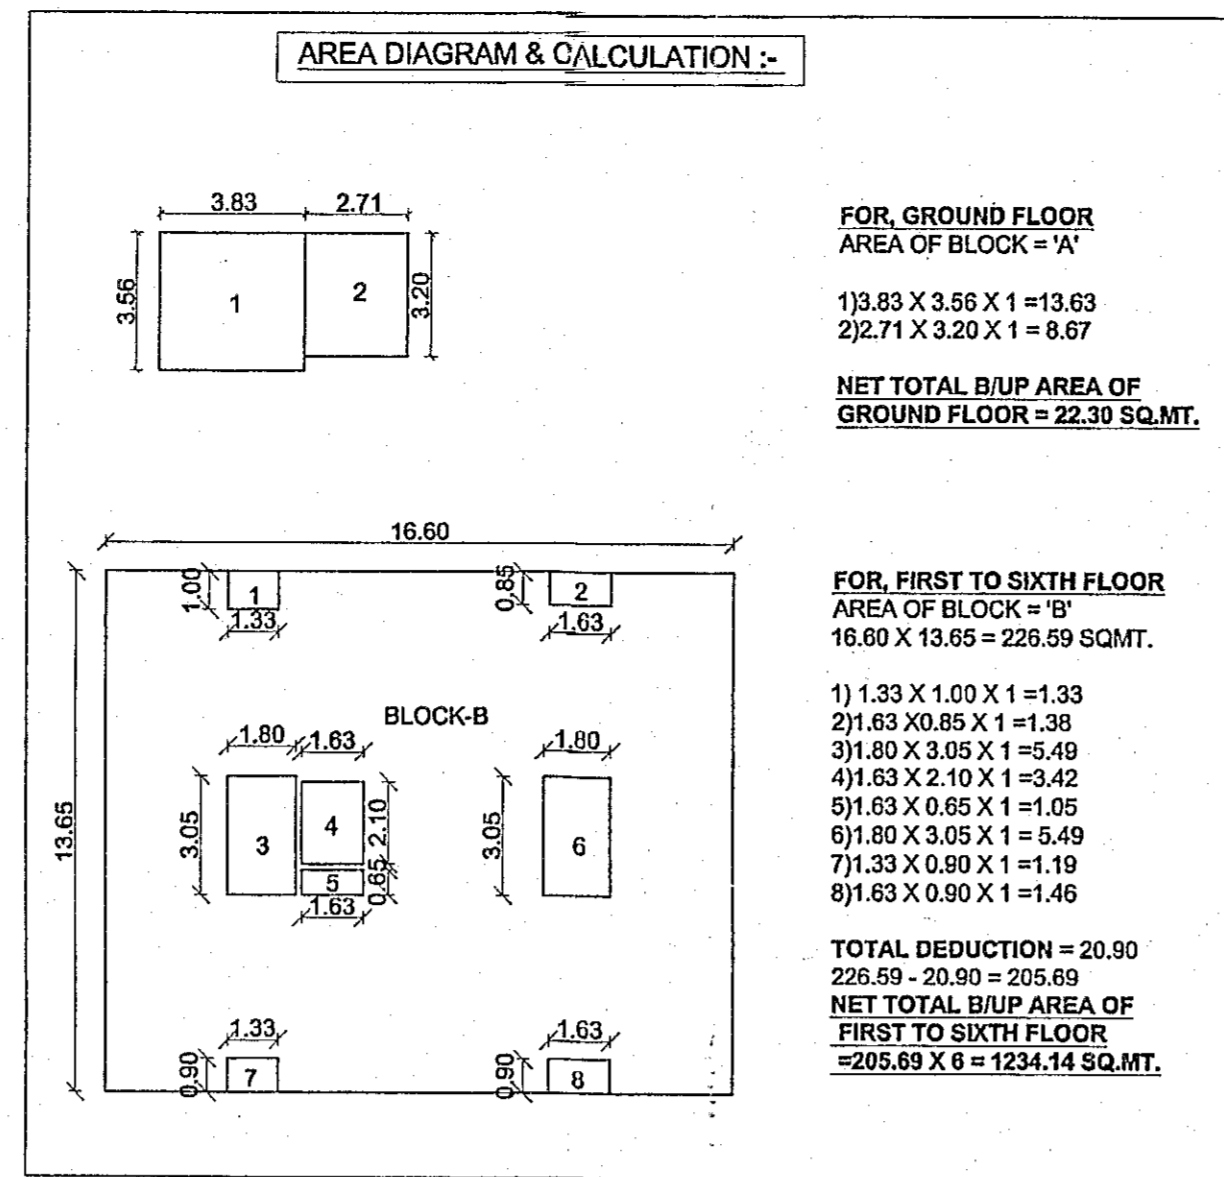 AREA DIAGRAM & CALCULATION :-
3.83
2.71
3.56
1
2
3.20
FOR, GROUND FLOOR
AREA OF BLOCK = 'A'
1)3.83 X 3.56 X 1 =13.63
2)2.71 X 3.20 X 1 = 8.67
NET TOTAL B/UP AREA OF
GROUND FLOOR = 22.30 SQ.MT.
16.60
1.00
1
1.33
0.85
2
1.63
BLOCK-B
13.65
1.80
1.63
1.80
3.05
3
4
2.10
5
0.65
1.63
3.05
6
1.33
1.63
0.90
7
0.90
8
FOR, FIRST TO SIXTH FLOOR
AREA OF BLOCK = 'B'
16.60 X 13.65 = 226.59 SQMT.
1) 1.33 X 1.00 X 1 =1.33
2)1.63 X0.85 X 1 =1.38
3)1.80 X 3.05 X 1 =5.49
4)1.63 X 2.10 X 1 =3.42
5)1.63 X 0.65 X 1 =1.05
6)1.80 X 3.05 X 1 = 5.49
7)1.33 X 0.90 X 1 =1.19
8)1.63 X 0.90 X 1 =1.46
TOTAL DEDUCTION = 20.90
226.59 - 20.90 = 205.69
NET TOTAL B/UP AREA OF
FIRST TO SIXTH FLOOR
=205.69 X 6 = 1234.14 SQ.MT.